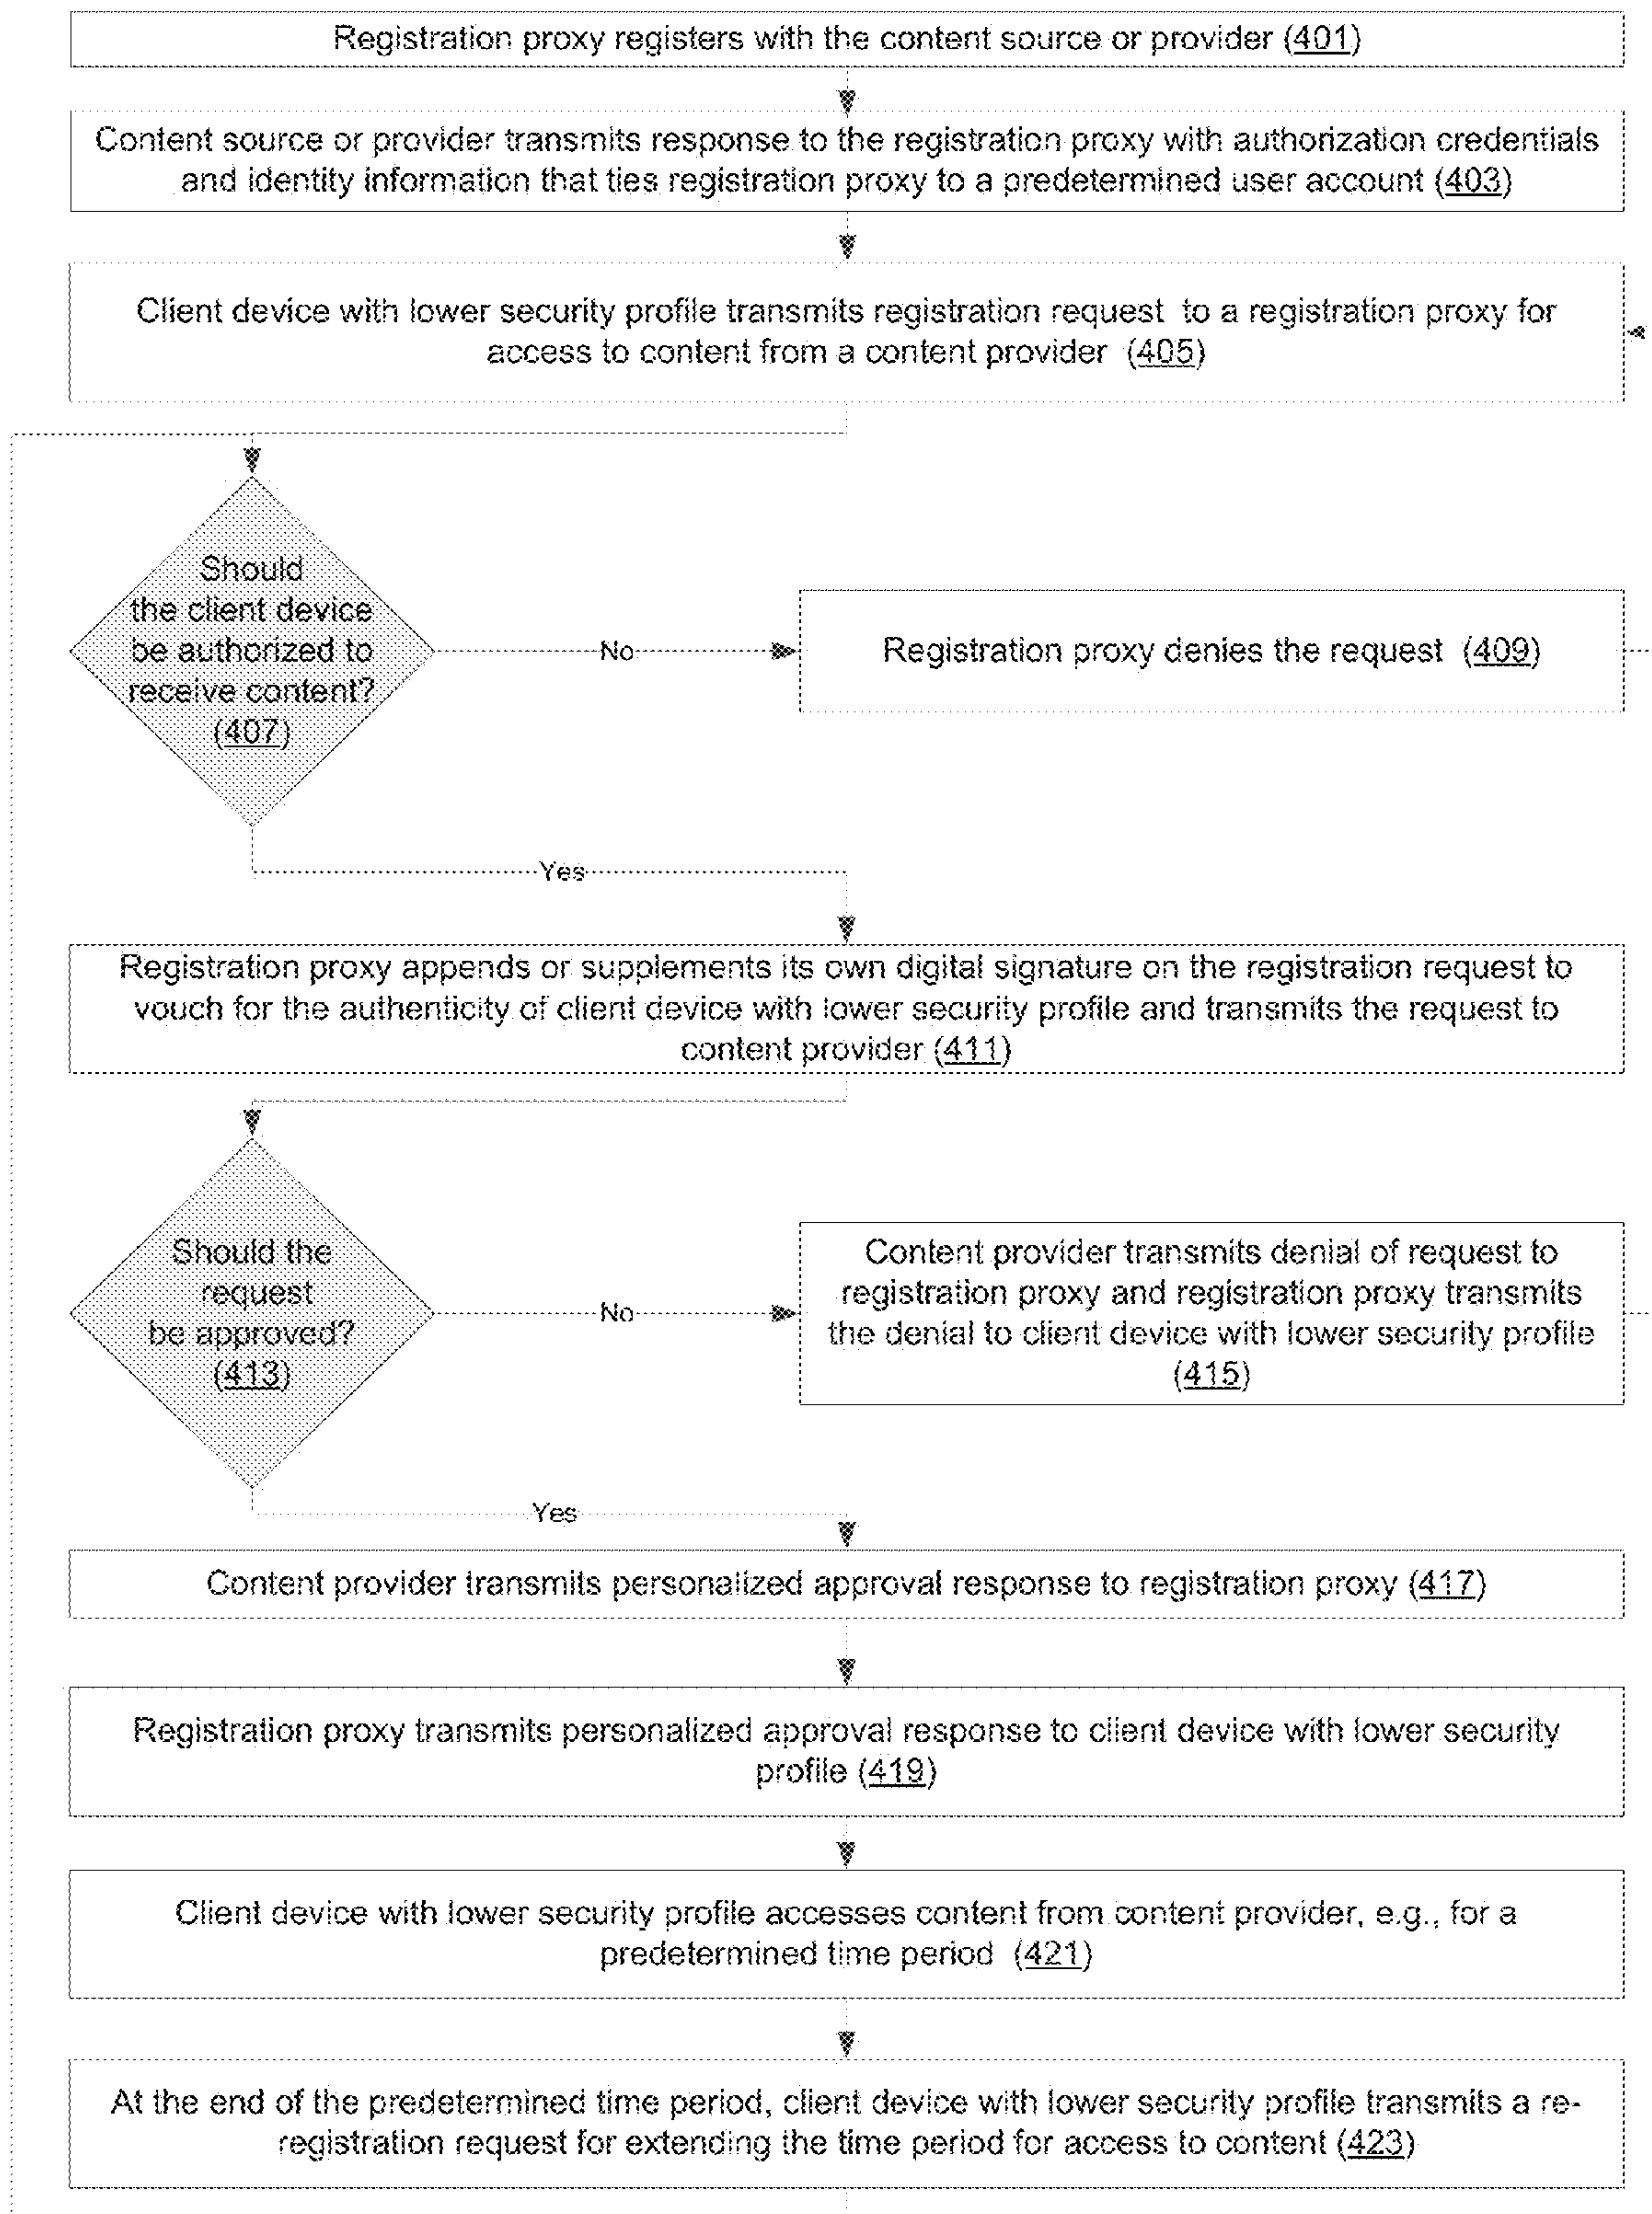 Registration proxy registers with the content source or provider (401)
Content source or provider transmits response to the registration proxy with authorization credentials
and identity information that ties registration proxy to a predetermined user account (403)
Client device with lower security profile transmits registration request to a registration proxy for
access to content from a content provider (405)
Should
the client device
be authorized to
receive content?
(407)
No
Registration proxy denies the request (409)
Yes
Registration proxy appends or supplements its own digital signature on the registration request to
vouch for the authenticity of client device with lower security profile and transmits the request to
content provider (411)
Should the
request
be approved?
(413)
No
Content provider transmits denial of request to
registration proxy and registration proxy transmits
the denial to client device with lower security profile
(415)
Yes
Content provider transmits personalized approval response to registration proxy (417)
Registration proxy transmits personalized approval response to client device with lower security
profile (419)
Client device with lower security profile accesses content from content provider, e.g., for a
predetermined time period (421)
At the end of the predetermined time period, client device with lower security profile transmits a re-
registration request for extending the time period for access to content (423)